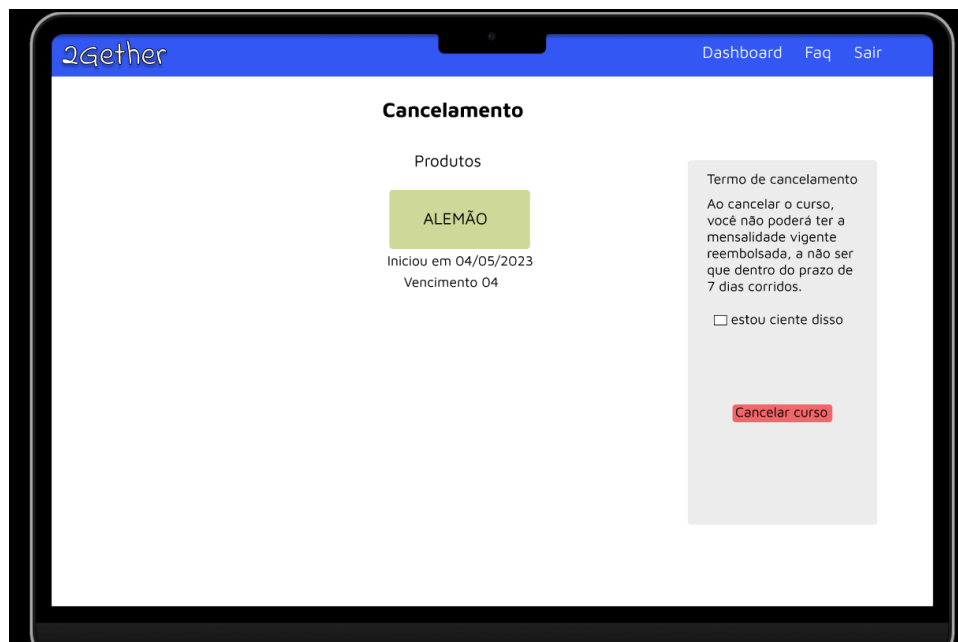 2Gether
Dashboard Faq Sair
Cancelamento
Produtos
ALEMÃO
Iniciou em 04/05/2023
Vencimento 04
Termo de cancelamento
Ao cancelar o curso,
você não poderá ter a
mensalidade vigente
reembolsada, a não ser
que dentro do prazo de
7 dias corridos.
estou ciente disso
Cancelar curso